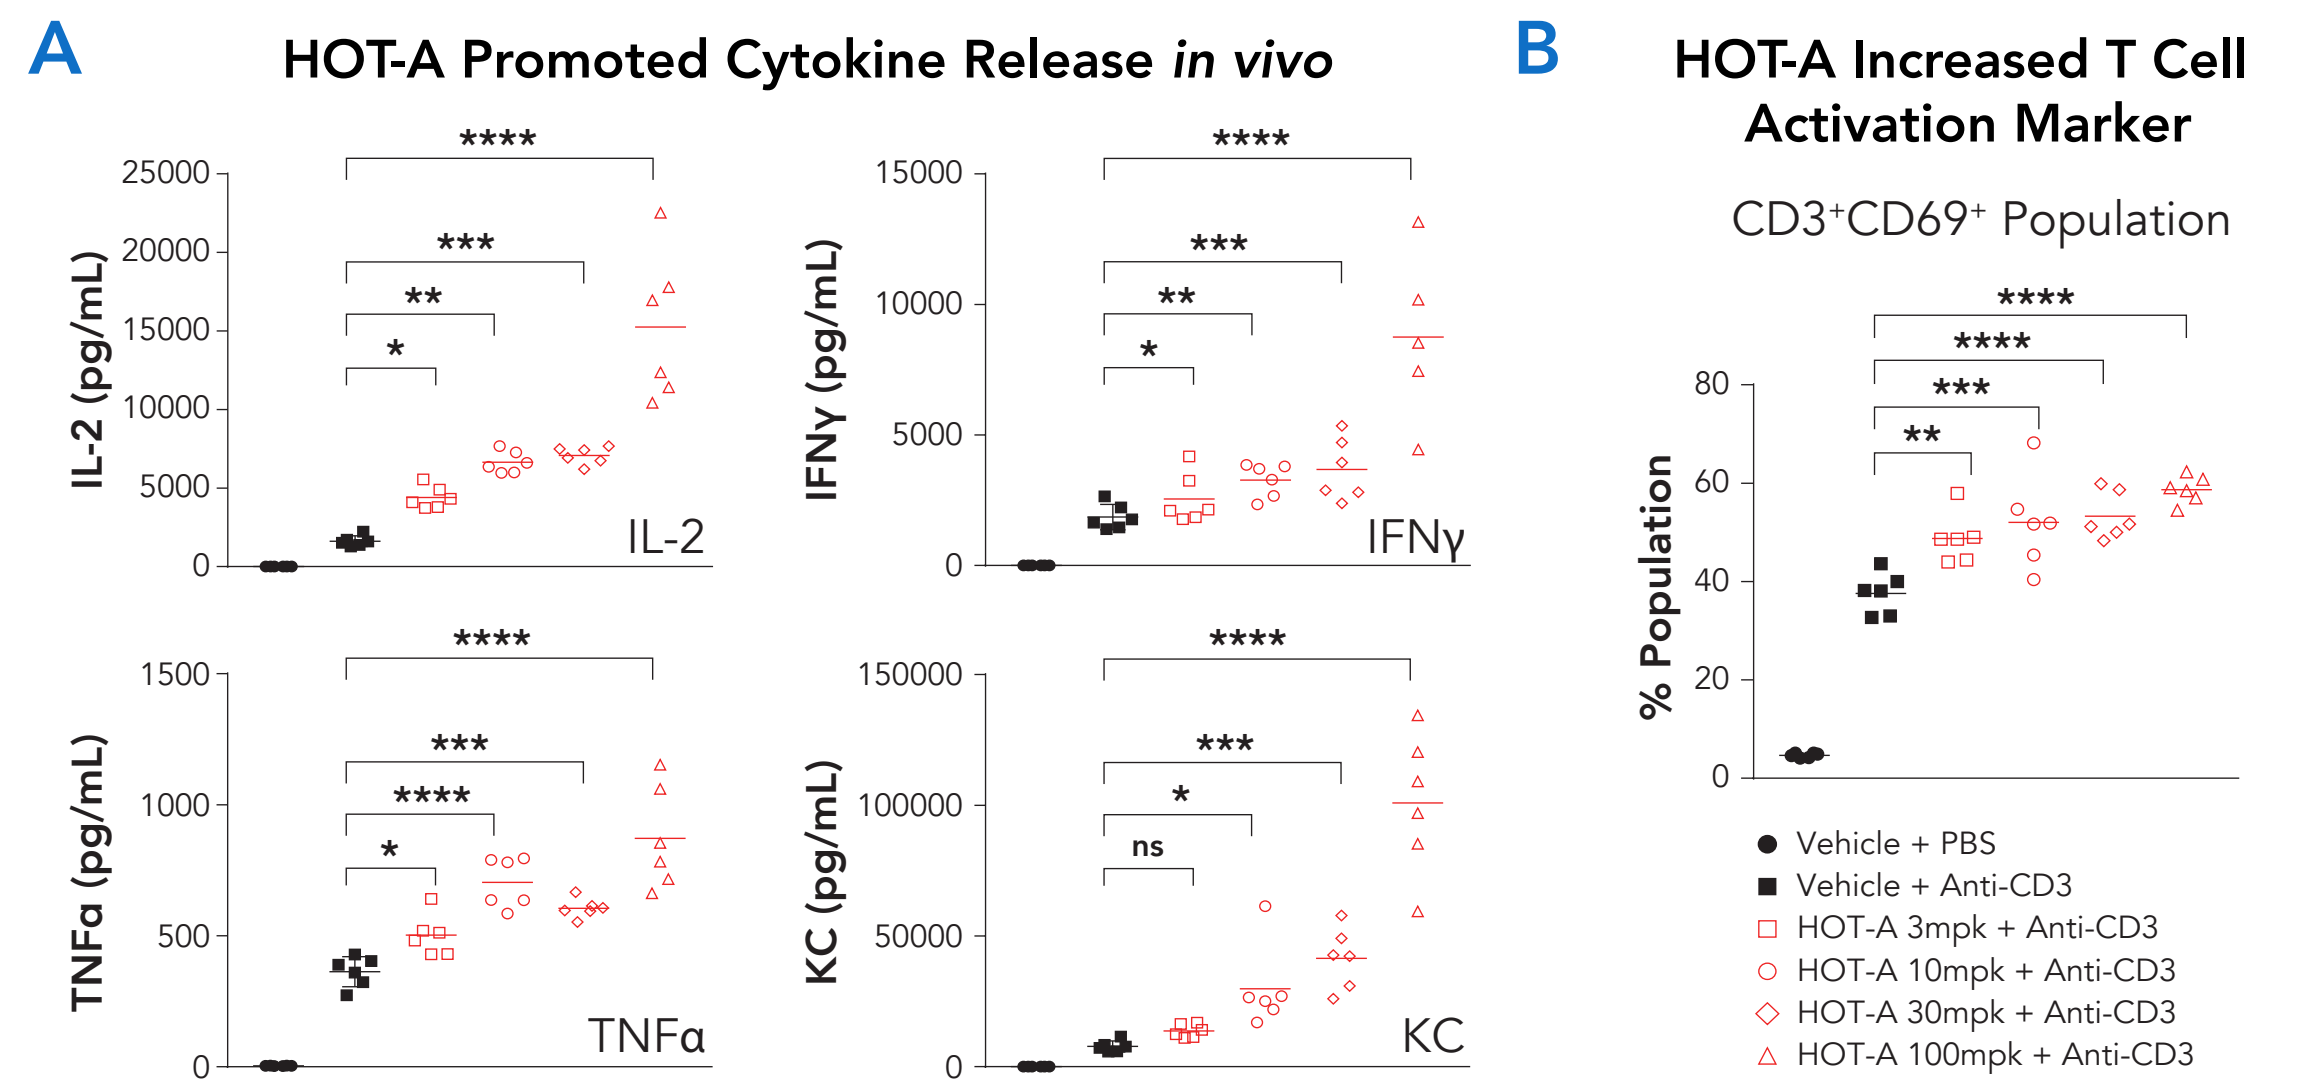 A
HOT-A Promoted Cytokine Release in vivo
****
***
**
*
25000
20000
15000
10000
5000
0
IL-2 (pg/mL)
IL-2
****
***
**
*
15000
10000
5000
0
IFNγ (pg/mL)
IFNγ
****
***
****
*
1500
1000
500
0
TNFα (pg/mL)
TNFα
****
***
*
ns
150000
100000
50000
0
KC (pg/mL)
KC
B
HOT-A Increased T Cell
Activation Marker
CD3⁺CD69⁺ Population
****
****
***
**
80
60
40
20
0
% Population
Vehicle + PBS
Vehicle + Anti-CD3
HOT-A 3mpk + Anti-CD3
HOT-A 10mpk + Anti-CD3
HOT-A 30mpk + Anti-CD3
HOT-A 100mpk + Anti-CD3